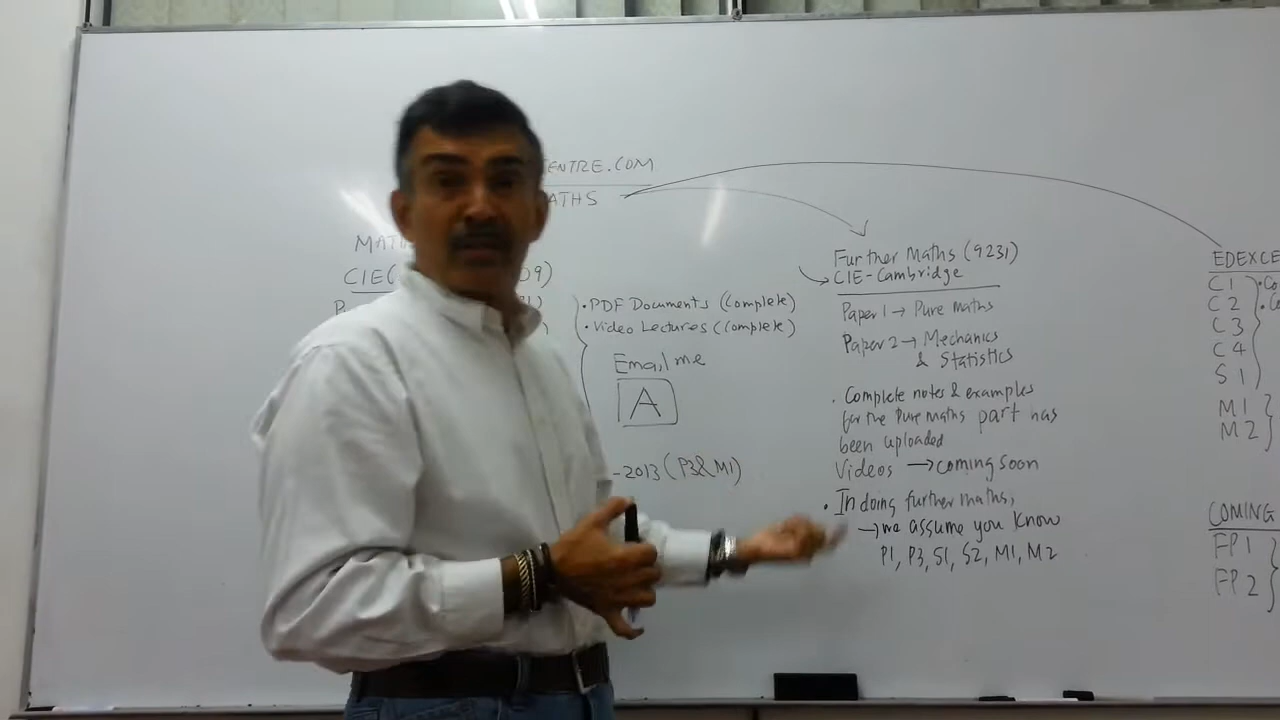 ENTRE.COM
ATHS
MAT
CIE( 09)
P
• PDF Documents (Complete)
• Video Lectures (Complete)
Email me
A
-2013 (P3&M1)
Further Maths (9231)
CIE-Cambridge
Paper 1 → Pure maths
Paper 2 → Mechanics
& Statistics
• Complete notes & examples
for the Pure maths part has
been uploaded
Videos → coming soon
• In doing further maths,
→ we assume you know
P1, P3, S1, S2, M1, M2
EDEXCE
C1
C2
C3
C4
S1
M1
M2
COMING
FP1
FP2